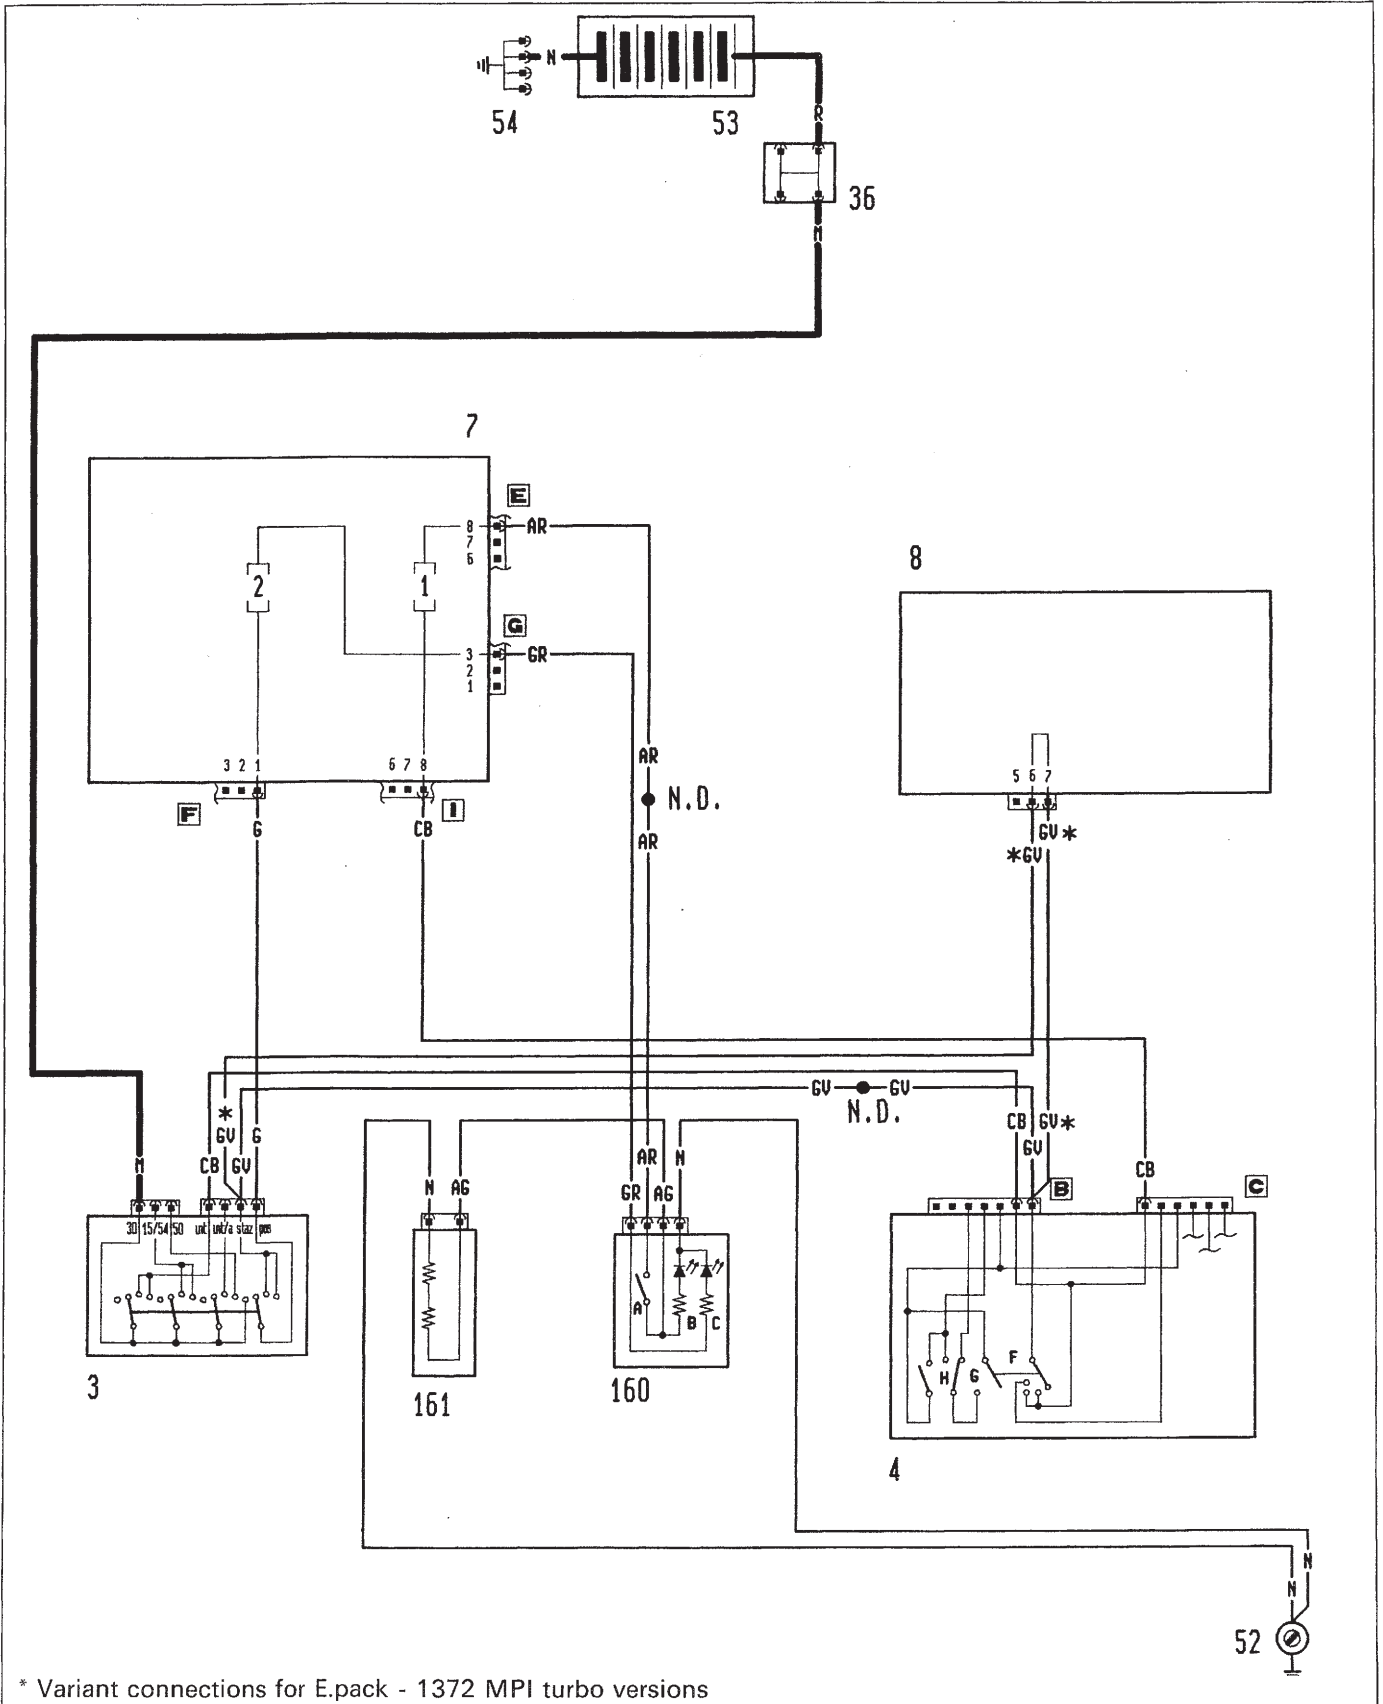 N
54
53
R
36
M
7
E
8
AR
7
6
8
2
1
G
3
GR
2
1
AR
N.D.
AR
3 2 1
6 7 8
F
I
G
CB
5 6 7
GV*
*GV
GV
GV
N.D.
*
GV
G
CB
GV
M
CB
GV*
GV
CB
N
AG
AR
N
GR
AG
B
C
30
15/54
50
int
int/a
staz
pos
A
B
C
H
G
F
3
161
160
4
N
N
52
* Variant connections for E.pack - 1372 MPI turbo versions